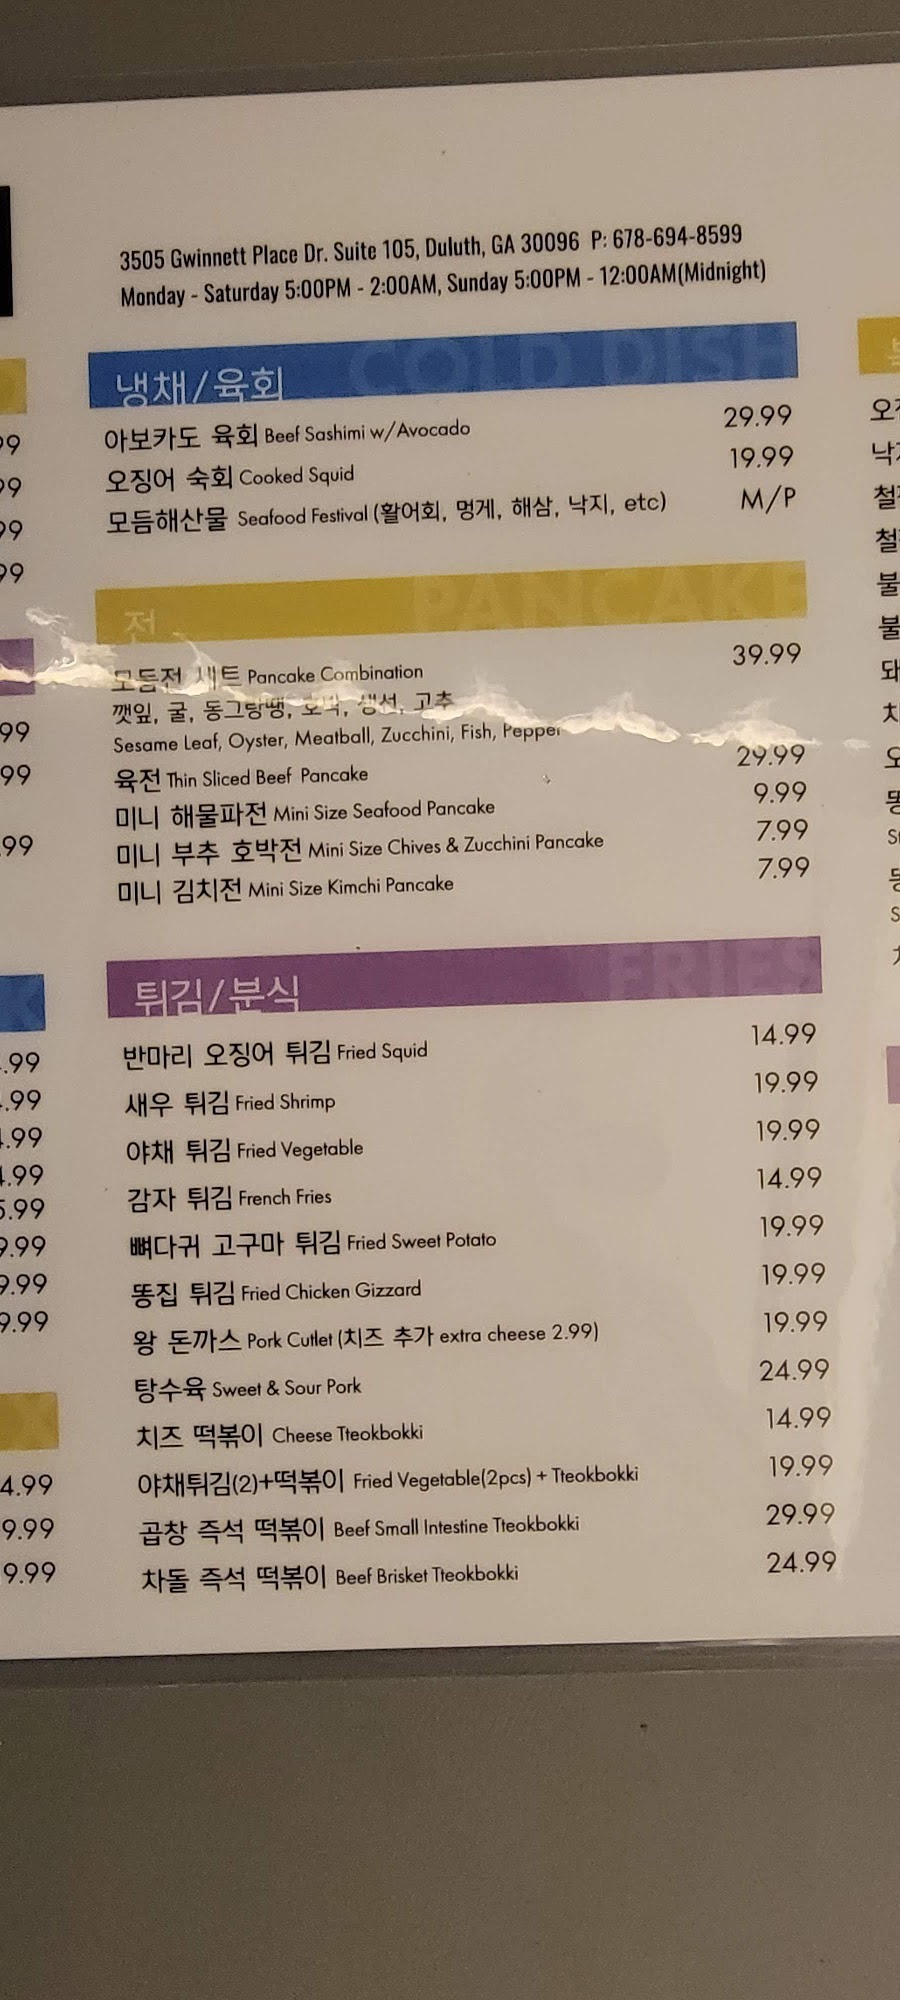 3505 Gwinnett Place Dr. Suite 105, Duluth, GA 30096 P: 678-694-8599
Monday - Saturday 5:00PM - 2:00AM, Sunday 5:00PM - 12:00AM(Midnight)
냉채/육회 COLD DISH
아보카도 육회 Beef Sashimi w/Avocado 29.99
오징어 숙회 Cooked Squid 19.99
모듬해산물 Seafood Festival (활어회, 멍게, 해삼, 낙지, etc) M/P
전 PANCAKE
모듬전 세트 Pancake Combination 39.99
깻잎, 굴, 동그랑땡, 호박, 생선, 고추
Sesame Leaf, Oyster, Meatball, Zucchini, Fish, Pepper
육전 Thin Sliced Beef Pancake 29.99
미니 해물파전 Mini Size Seafood Pancake 9.99
미니 부추 호박전 Mini Size Chives & Zucchini Pancake 7.99
미니 김치전 Mini Size Kimchi Pancake 7.99
튀김/분식 FRIES
반마리 오징어 튀김 Fried Squid 14.99
새우 튀김 Fried Shrimp 19.99
야채 튀김 Fried Vegetable 19.99
감자 튀김 French Fries 14.99
뼈다귀 고구마 튀김 Fried Sweet Potato 19.99
똥집 튀김 Fried Chicken Gizzard 19.99
왕 돈까스 Pork Cutlet (치즈 추가 extra cheese 2.99) 19.99
탕수육 Sweet & Sour Pork 24.99
치즈 떡볶이 Cheese Tteokbokki 14.99
야채튀김(2)+떡볶이 Fried Vegetable(2pcs) + Tteokbokki 19.99
곱창 즉석 떡볶이 Beef Small Intestine Tteokbokki 29.99
차돌 즉석 떡볶이 Beef Brisket Tteokbokki 24.99